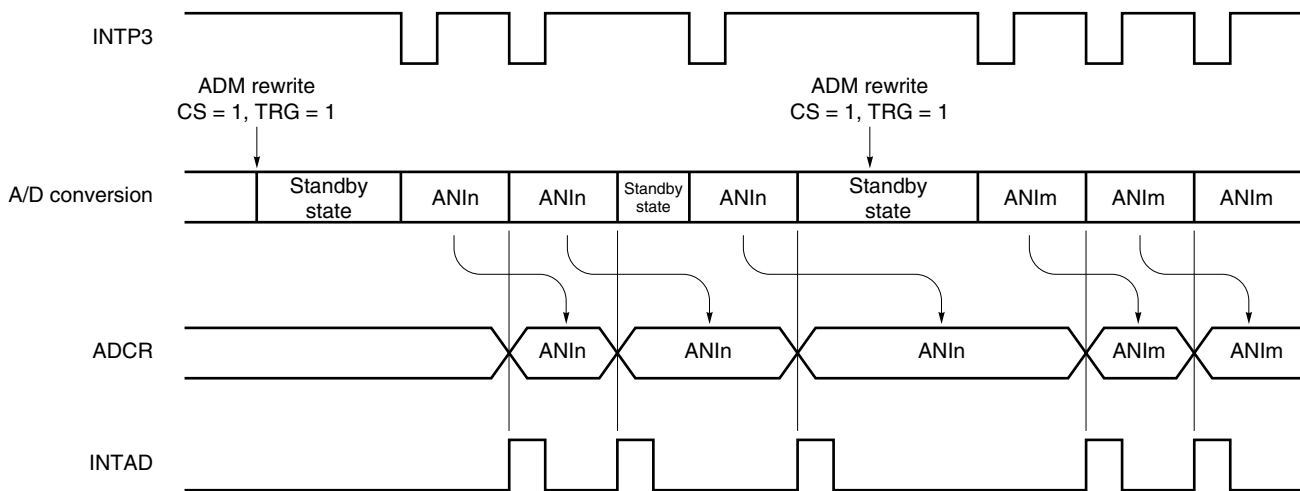 INTP3
ADM rewrite
CS = 1, TRG = 1
ADM rewrite
CS = 1, TRG = 1
A/D conversion
Standby
state
ANIn
ANIn
Standby
state
ANIn
Standby
state
ANIm
ANIm
ANIm
ADCR
ANIn
ANIn
ANIn
ANIm
ANIm
INTAD